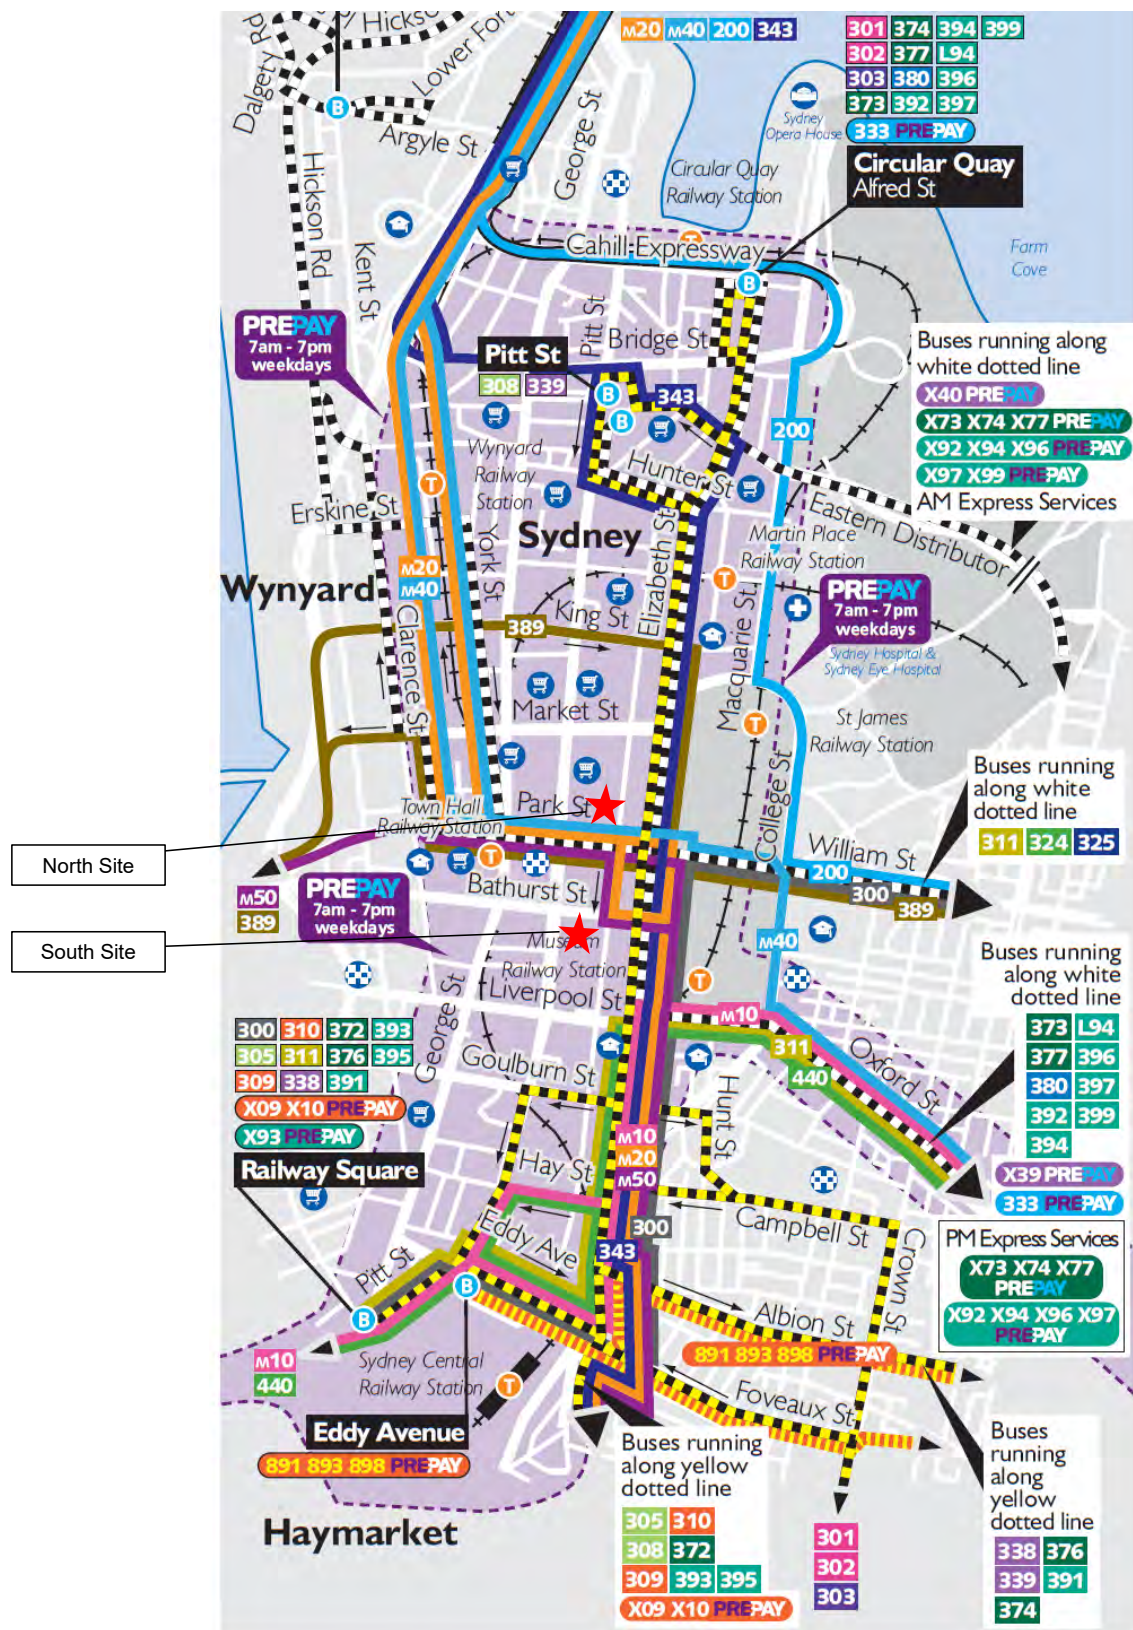 M20 M40 200 343
301 374 394 399
302 377 L94
303 380 396
373 392 397
333 PREPAY
Circular Quay
Alfred St
Hickson
Dalgety Rd
Lower Fort
Argyle St
George St
Sydney
Opera House
Circular Quay
Railway Station
Hickson Rd
Kent St
Cahill Expressway
Farm
Cove
PREPAY
7am - 7pm
weekdays
Pitt St
308 339
Pitt St
Bridge St
343
200
Buses running along
white dotted line
X40 PREPAY
X73 X74 X77 PREPAY
X92 X94 X96 PREPAY
X97 X99 PREPAY
AM Express Services
Wynyard
Railway
Station
Hunter St
Eastern Distributor
Erskine St
York St
Sydney
Elizabeth St
Martin Place
Railway Station
M20
M40
Wynyard
Clarence St
389
King St
Macquarie St
PREPAY
7am - 7pm
weekdays
Sydney Hospital &
Sydney Eye Hospital
Market St
St James
Railway Station
College St
Buses running
along white
dotted line
311 324 325
Town Hall
Railway Station
Park St
North Site
William St
200
300
389
M50
389
PREPAY
7am - 7pm
weekdays
Bathurst St
South Site
Museum
Railway Station
M40
Liverpool St
George St
M10
Buses running
along white
dotted line
373 L94
377 396
380 397
392 399
394
X39 PREPAY
333 PREPAY
311
440
Oxford St
300 310 372 393
305 311 376 395
309 338 391
X09 X10 PREPAY
X93 PREPAY
Railway Square
Goulburn St
Hunt St
M10
M20
M50
Hay St
300
Campbell St
Crown St
343
Eddy Ave
Pitt St
PM Express Services
X73 X74 X77
PREPAY
X92 X94 X96 X97
PREPAY
Albion St
891 893 898 PREPAY
M10
440
Sydney Central
Railway Station
Foveaux St
Eddy Avenue
891 893 898 PREPAY
Haymarket
Buses running
along yellow
dotted line
305 310
308 372
309 393 395
X09 X10 PREPAY
301
302
303
Buses
running
along
yellow
dotted line
338 376
339 391
374